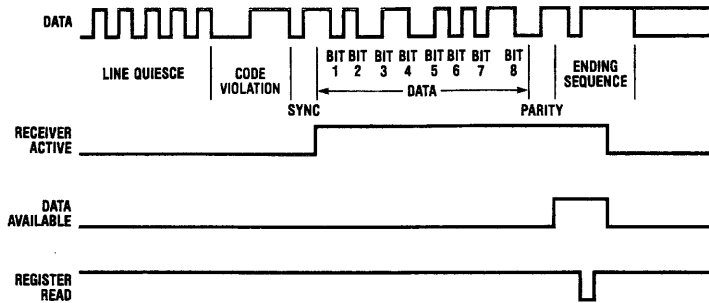 DATA
LINE QUIESCE
CODE
VIOLATION
SYNC
BIT BIT BIT BIT BIT BIT BIT BIT
1 2 3 4 5 6 7 8
DATA
PARITY
ENDING
SEQUENCE
RECEIVER
ACTIVE
DATA
AVAILABLE
REGISTER
READ